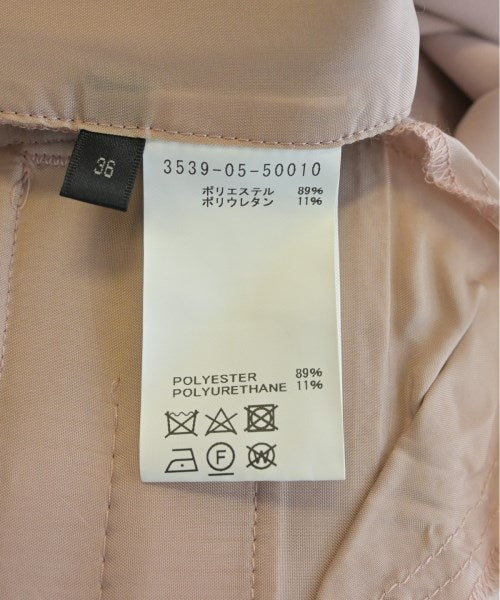 36
3539-05-50010
ポリエステル 89%
ポリウレタン 11%
POLYESTER 89%
POLYURETHANE 11%
F W